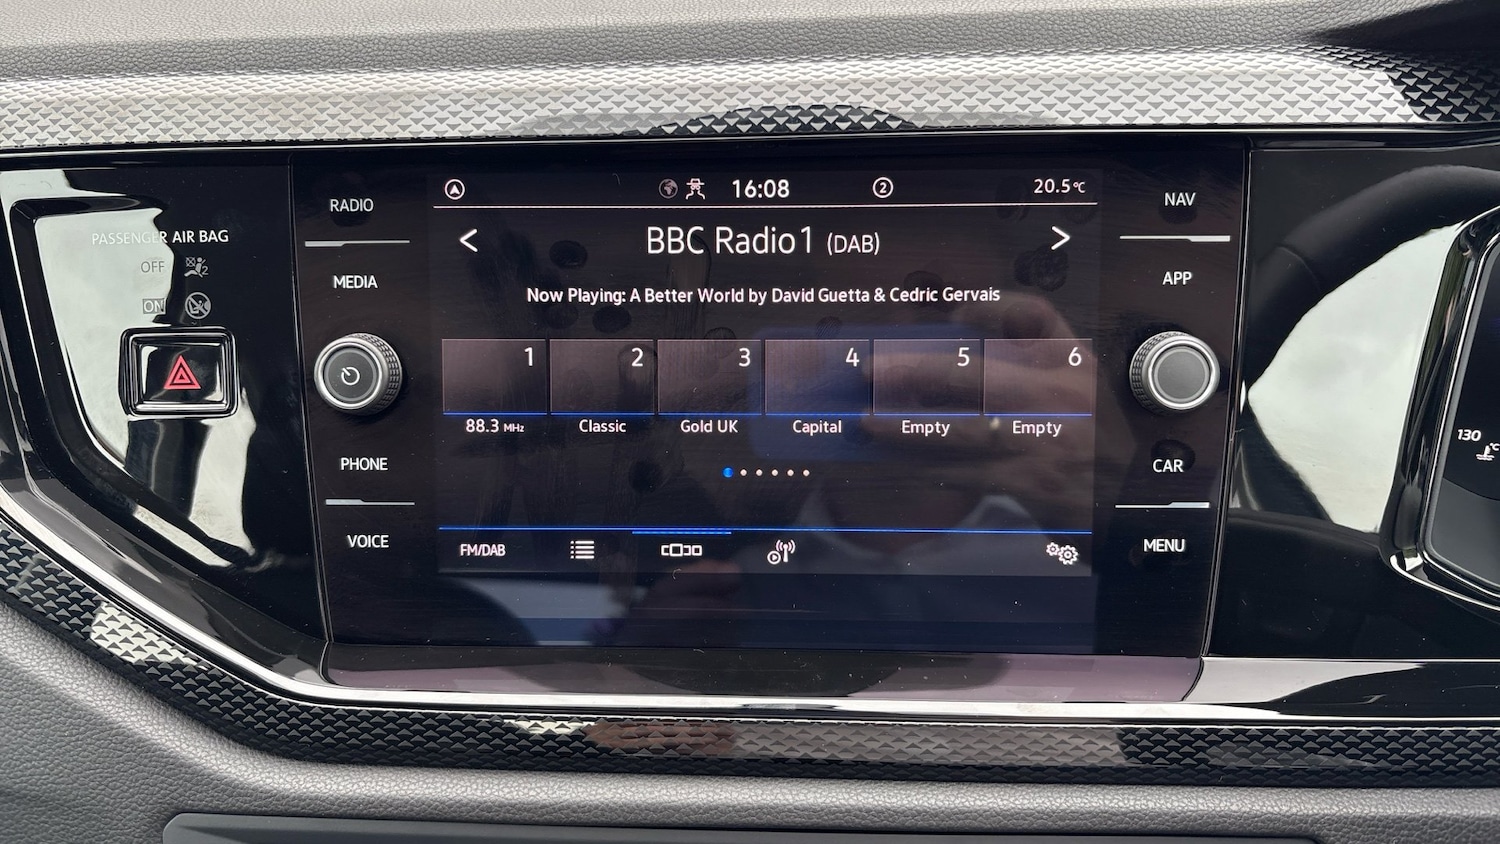 PASSENGER AIR BAG
OFF
2
ON
RADIO
MEDIA
PHONE
VOICE
16:08
2
20.5°C
< BBC Radio1 (DAB) >
Now Playing: A Better World by David Guetta & Cedric Gervais
1 2 3 4 5 6
88.3 MHz Classic Gold UK Capital Empty Empty
FM/DAB
NAV
APP
CAR
MENU
130
°C